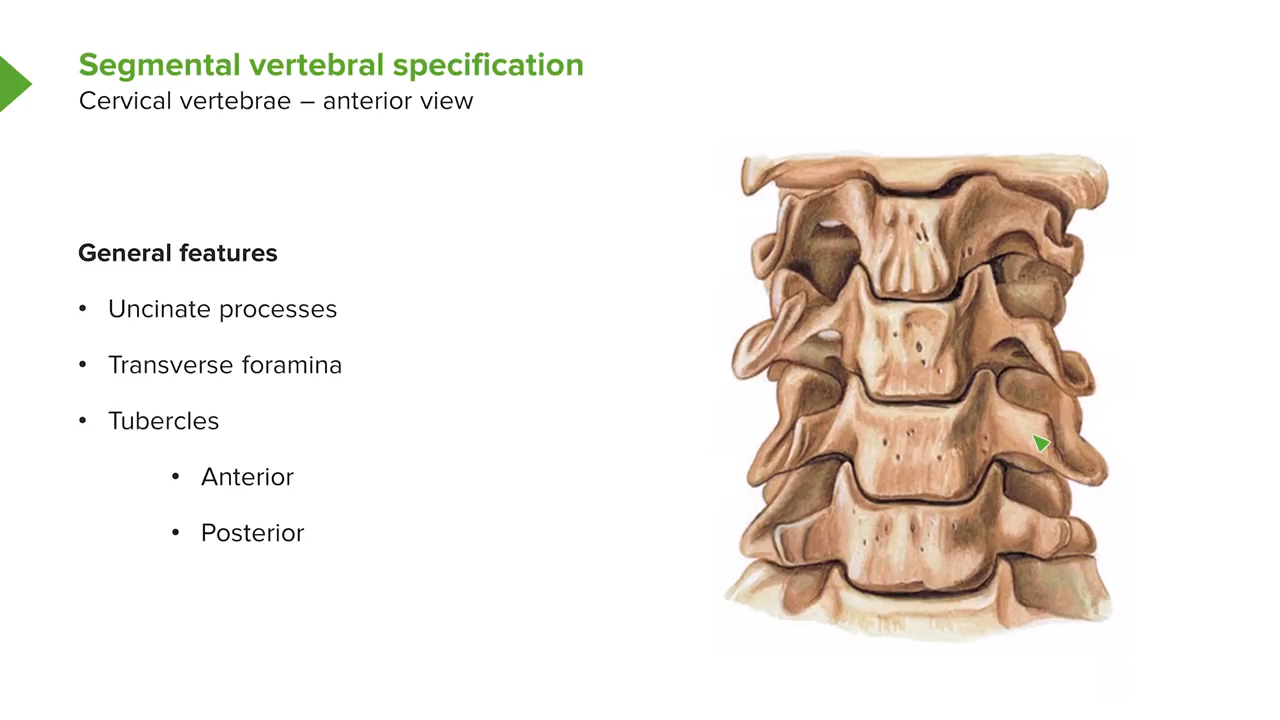 Segmental vertebral specification
Cervical vertebrae – anterior view
General features
• Uncinate processes
• Transverse foramina
• Tubercles
• Anterior
• Posterior